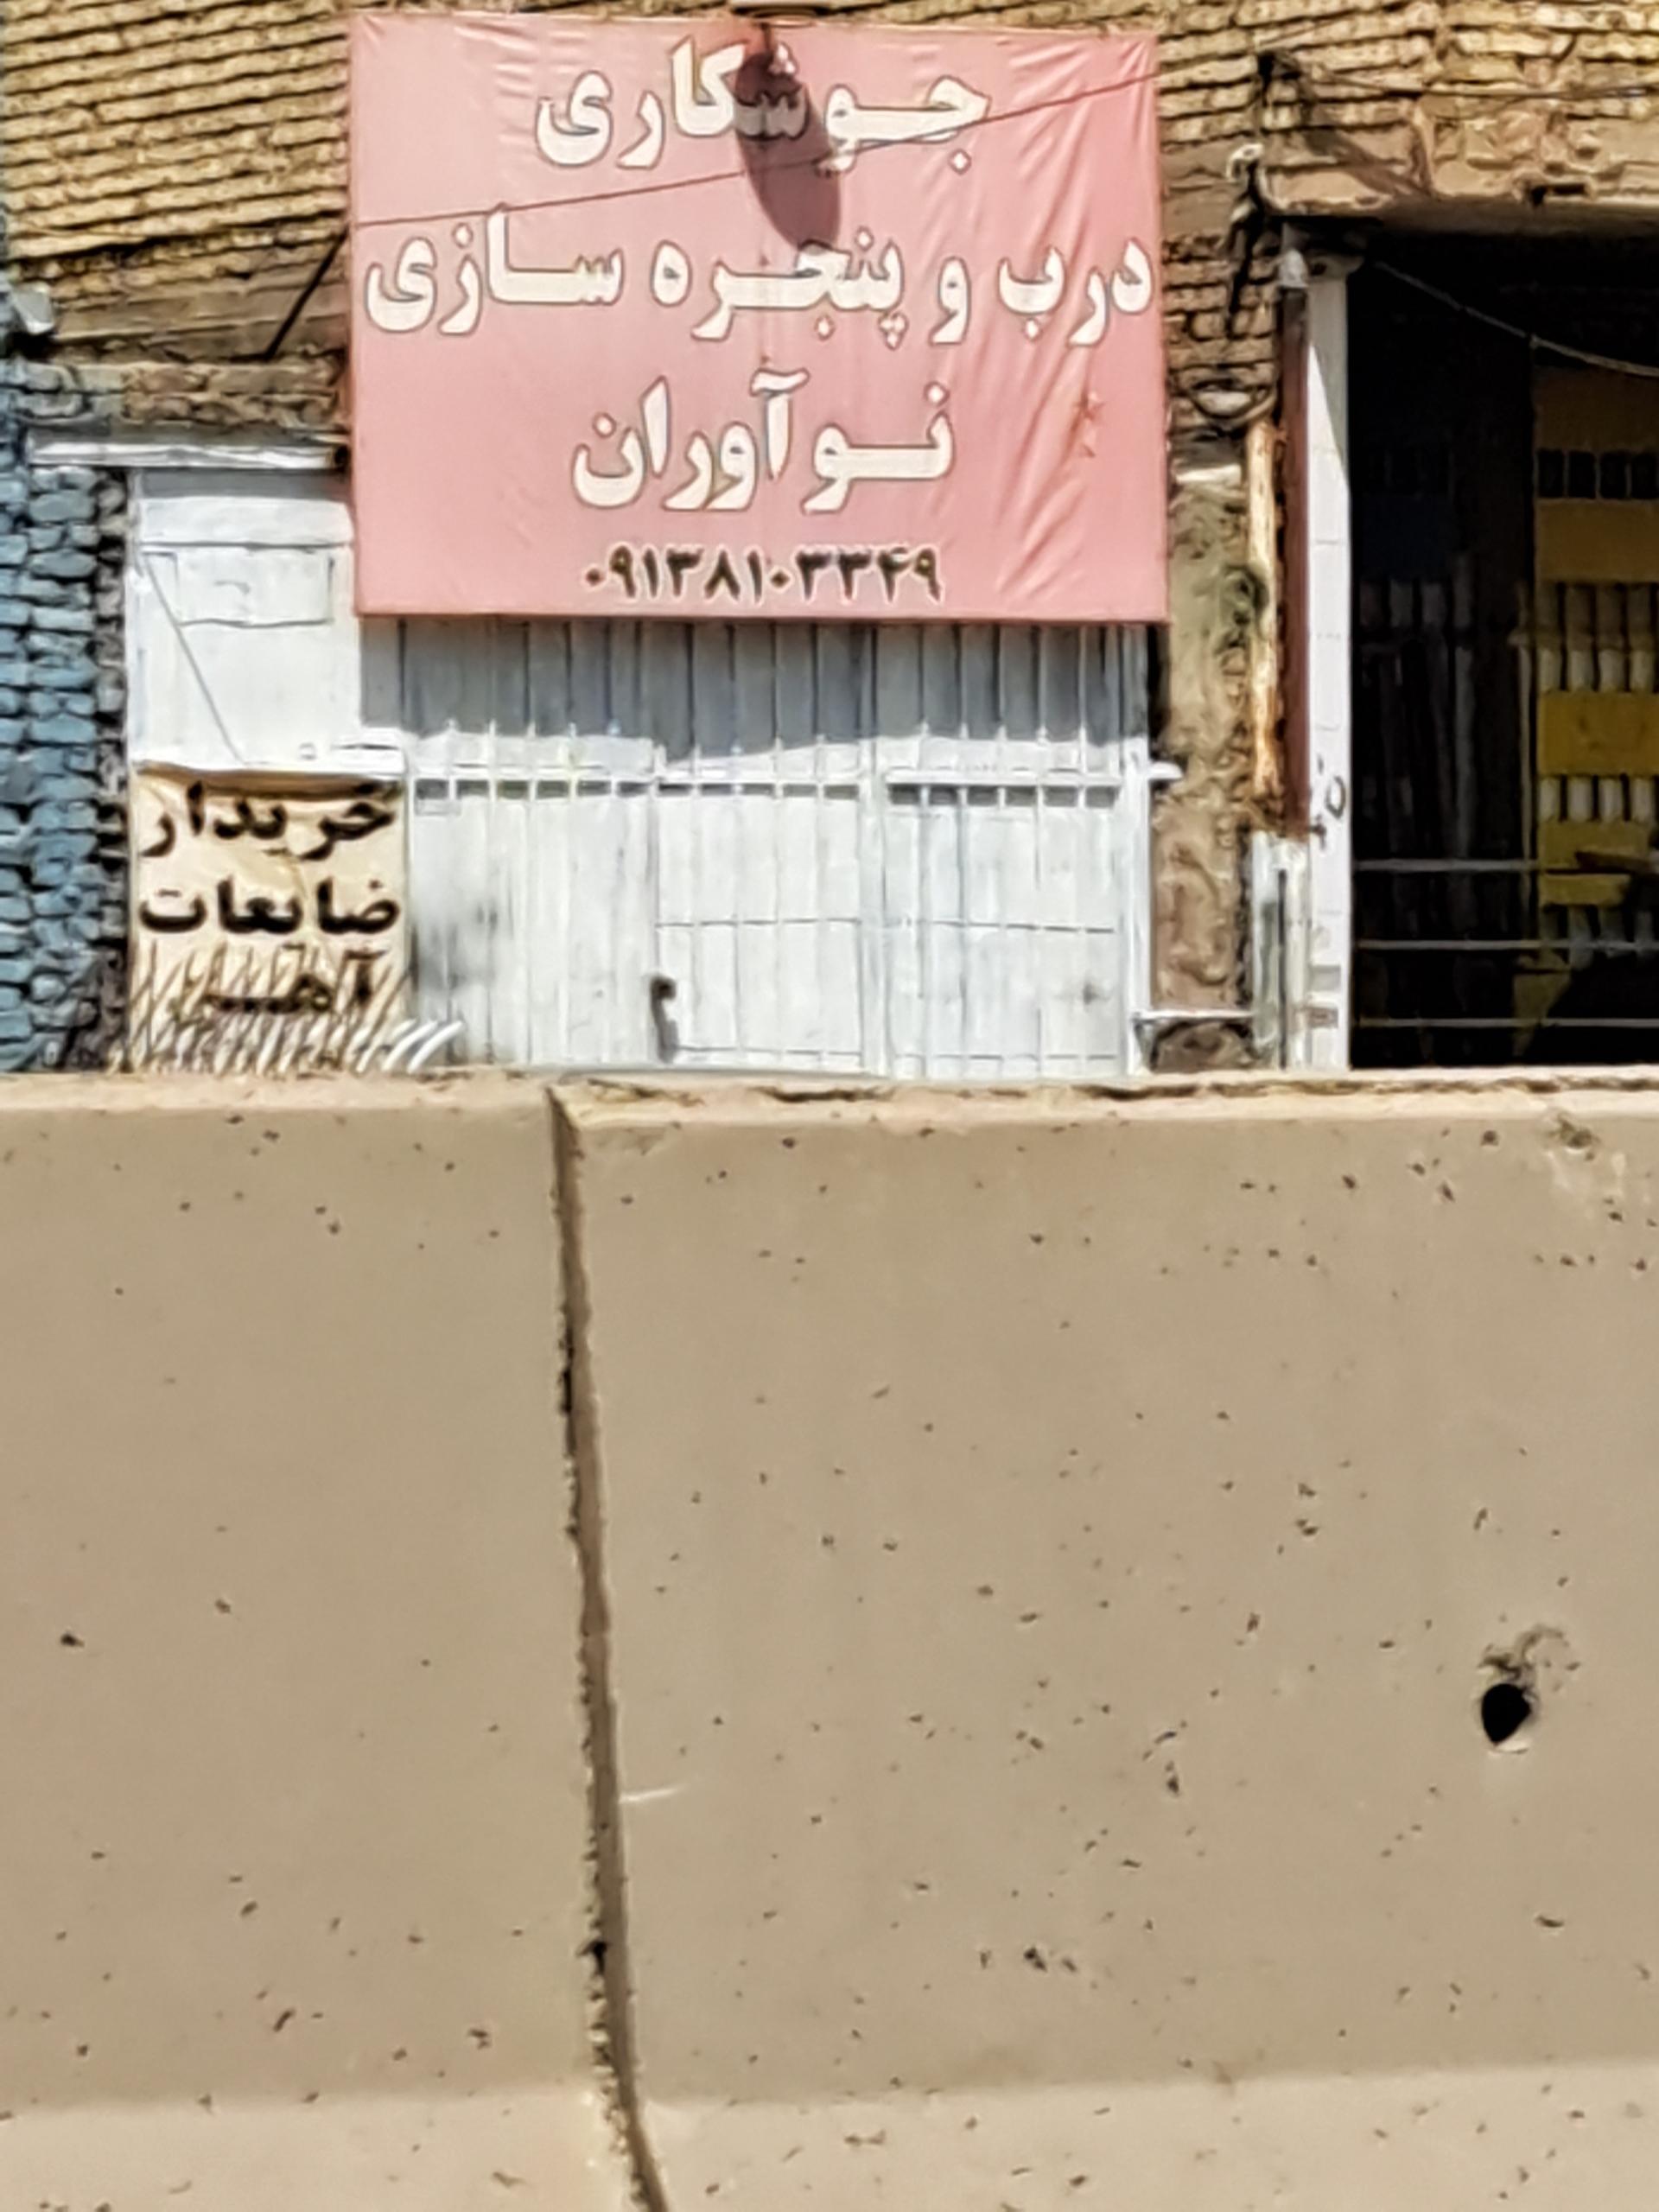 جوشکاری
درب و پنجره سازی
نوآوران
۰۹۱۳۸۱۰۳۳۴۹
خریدار
ضایعات
آهن